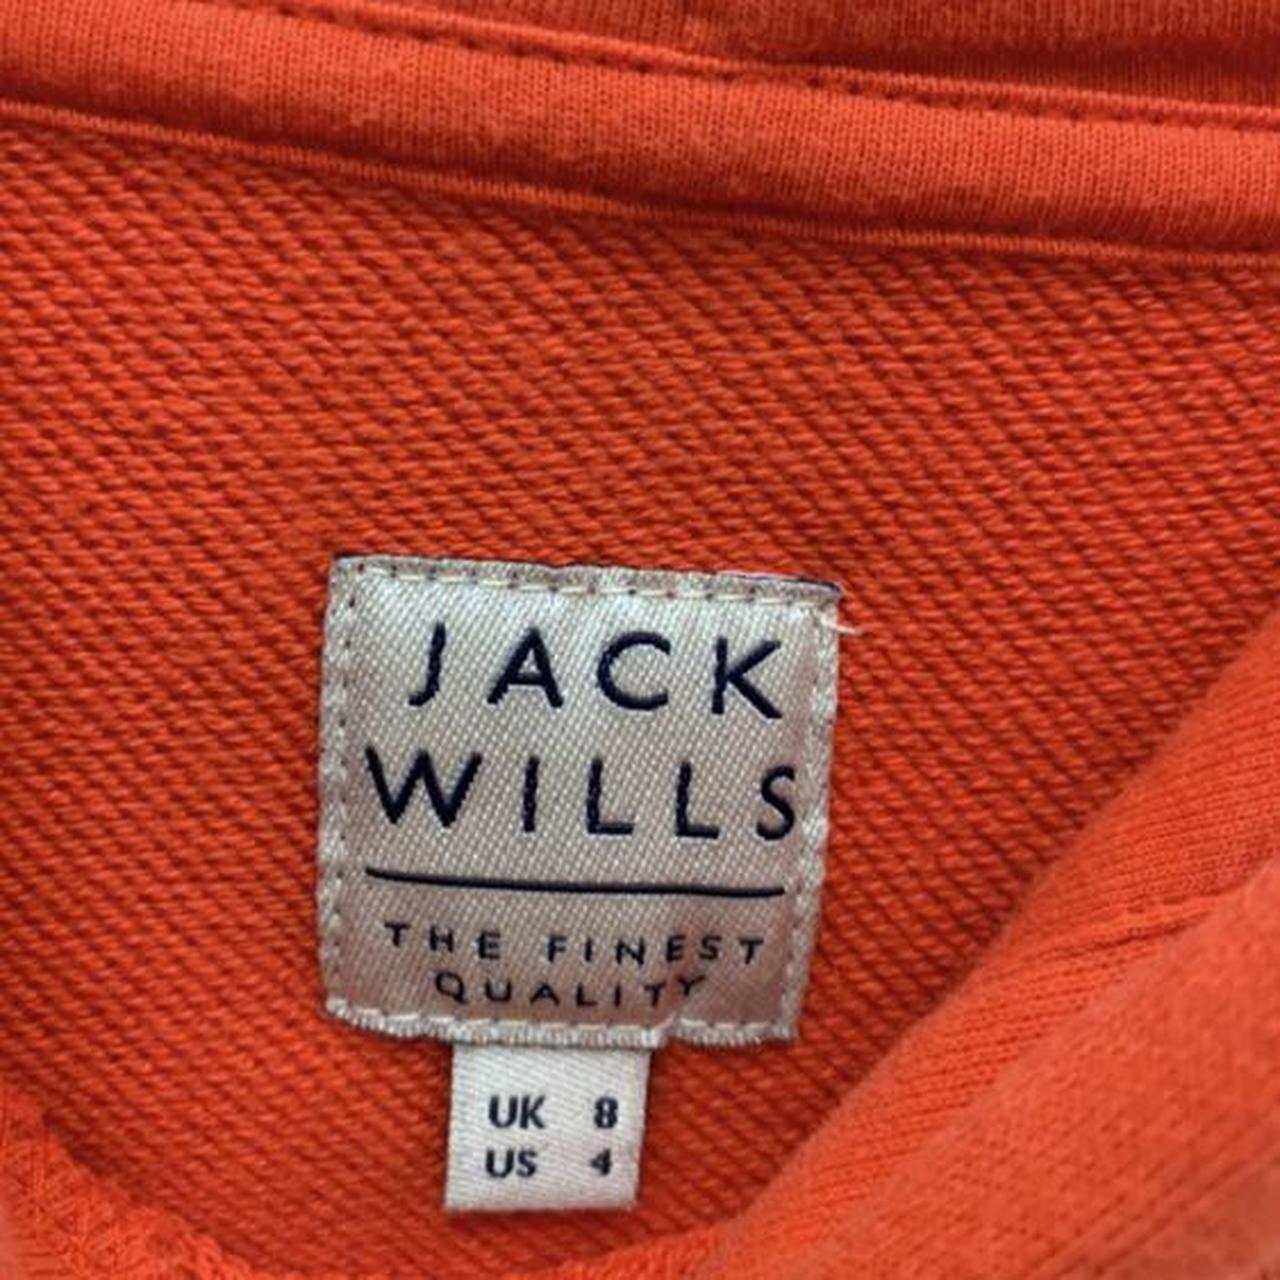 JACK
WILLS
THE FINEST
QUALITY
UK 8
US 4